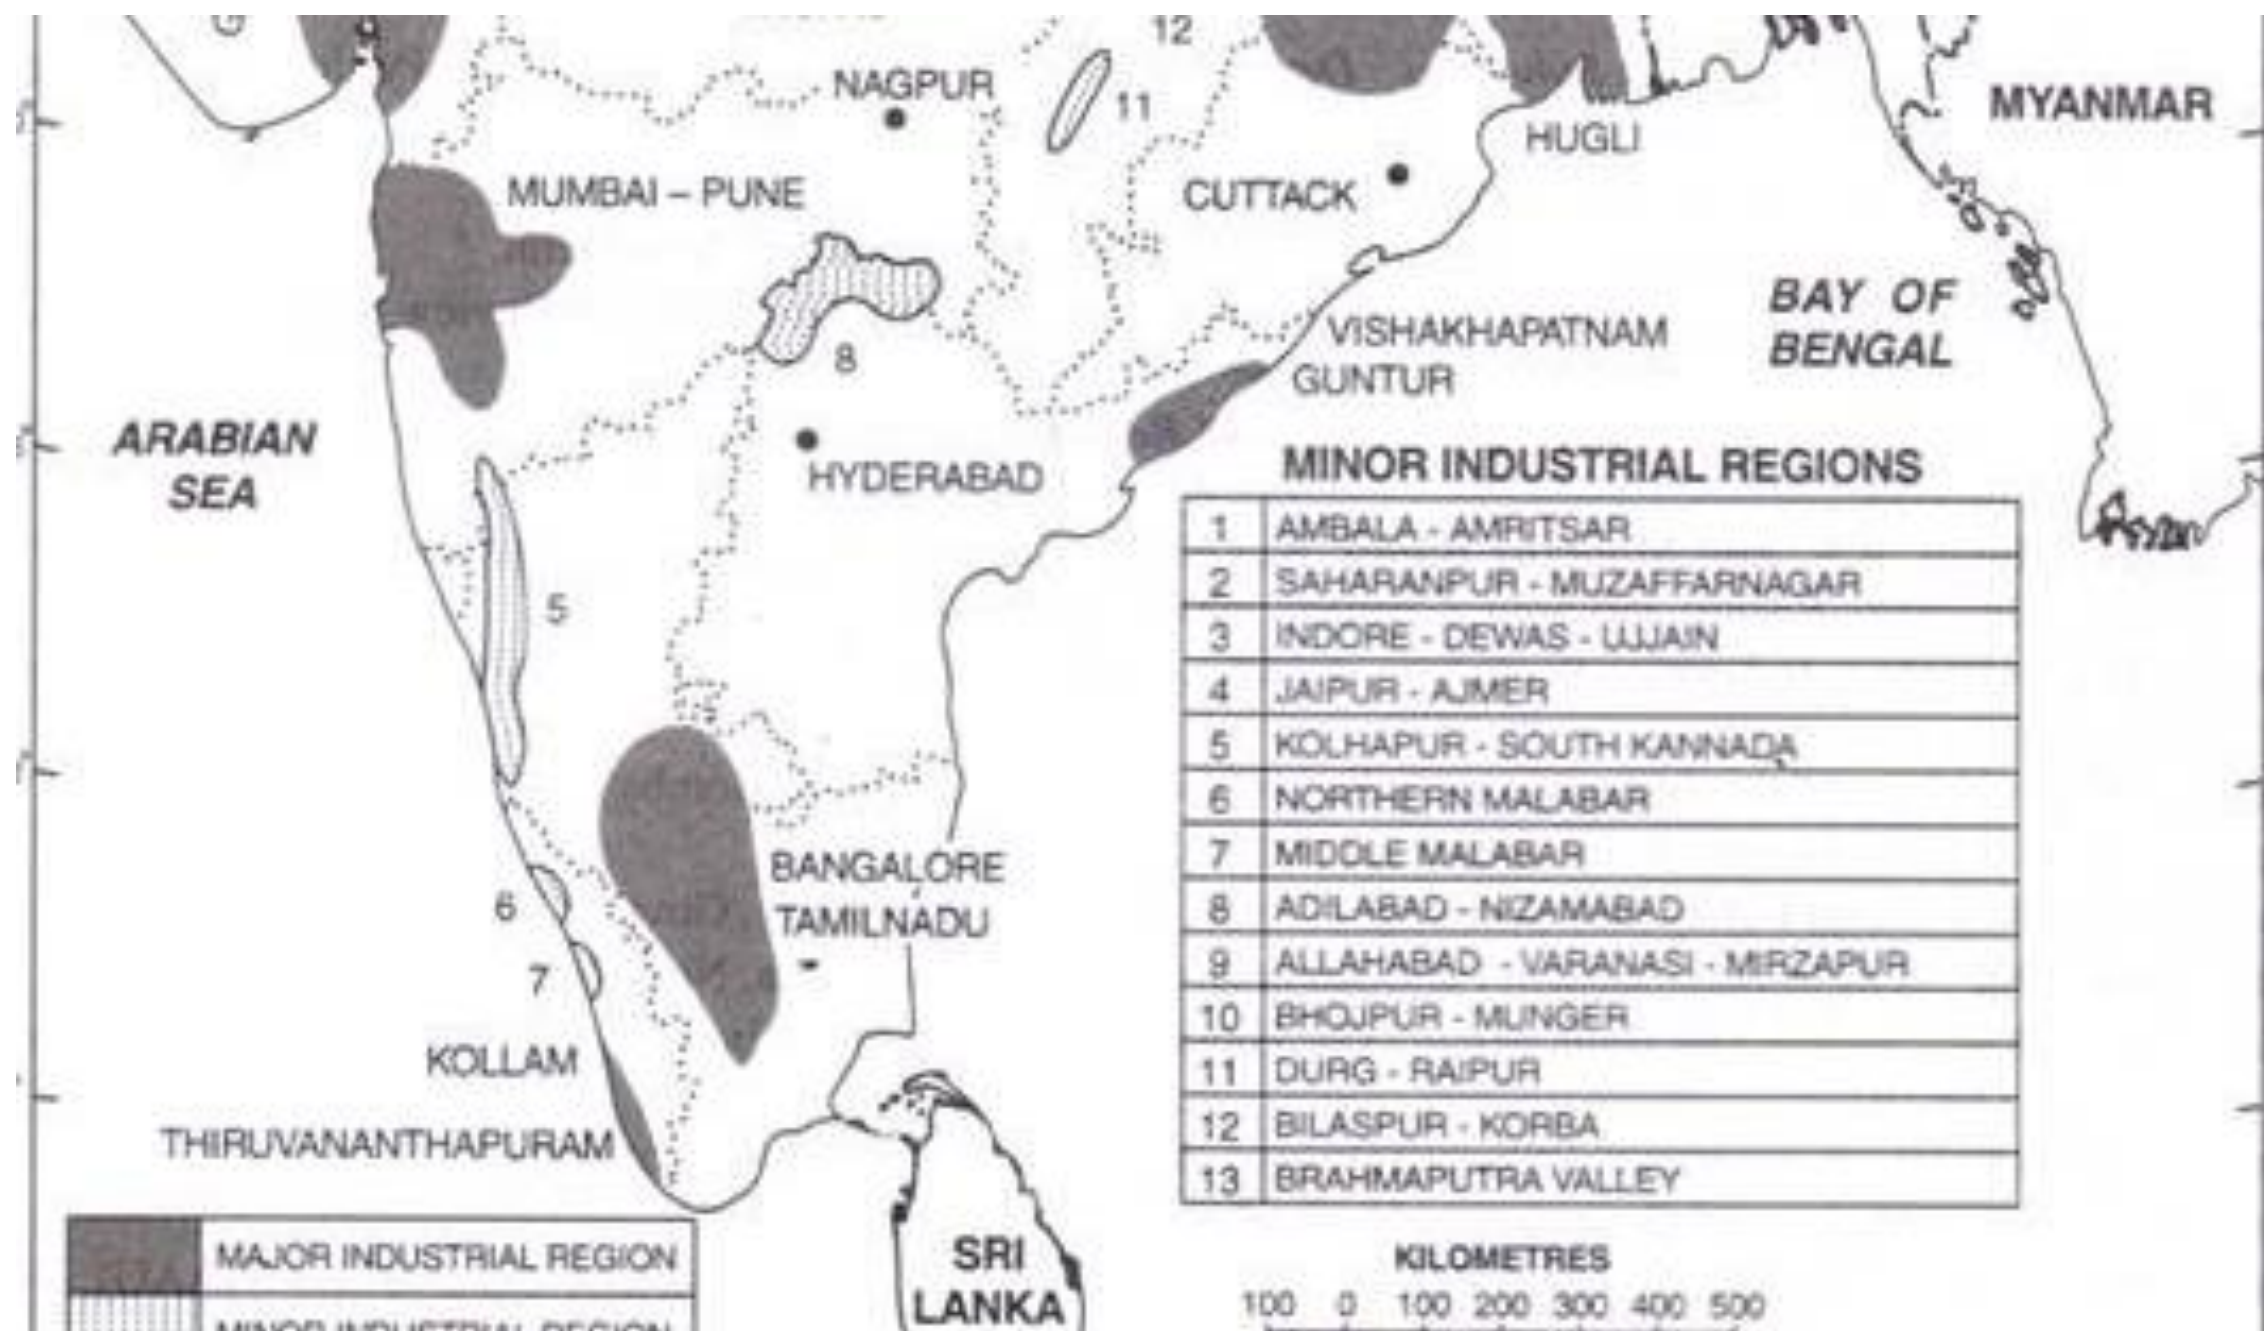 G
12
NAGPUR
11
MYANMAR
HUGLI
MUMBAI – PUNE
CUTTACK
BAY OF
BENGAL
VISHAKHAPATNAM
8
GUNTUR
ARABIAN
SEA
HYDERABAD
MINOR INDUSTRIAL REGIONS
1 AMBALA - AMRITSAR
2 SAHARANPUR - MUZAFFARNAGAR
3 INDORE - DEWAS - UJJAIN
4 JAIPUR - AJMER
5 KOLHAPUR - SOUTH KANNADA
6 NORTHERN MALABAR
7 MIDDLE MALABAR
8 ADILABAD - NIZAMABAD
9 ALLAHABAD - VARANASI - MIRZAPUR
10 BHOJPUR - MUNGER
11 DURG - RAIPUR
12 BILASPUR - KORBA
13 BRAHMAPUTRA VALLEY
5
BANGALORE
TAMILNADU
6
7
KOLLAM
THIRUVANANTHAPURAM
MAJOR INDUSTRIAL REGION
MINOR INDUSTRIAL REGION
SRI
LANKA
KILOMETRES
100 0 100 200 300 400 500